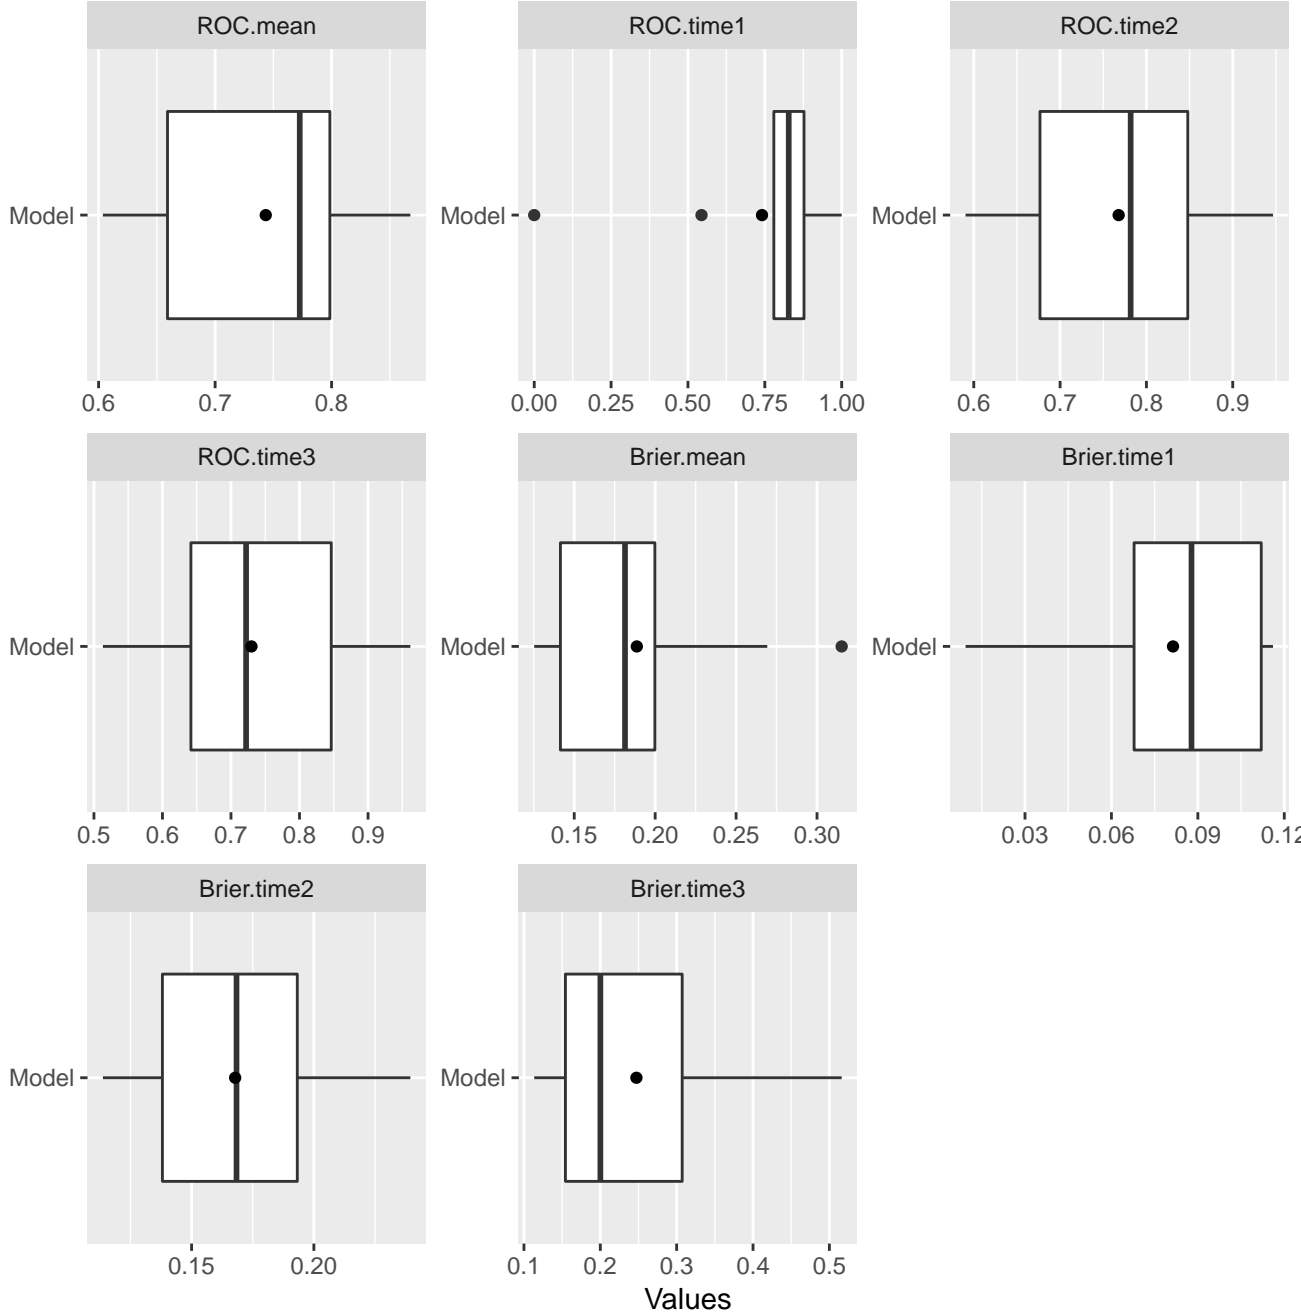 ROC.mean
ROC.time1
ROC.time2
Model
Model
Model
0.6 0.7 0.8
0.00 0.25 0.50 0.75 1.00
0.6 0.7 0.8 0.9
ROC.time3
Brier.mean
Brier.time1
Model
Model
Model
0.5 0.6 0.7 0.8 0.9
0.15 0.20 0.25 0.30
0.03 0.06 0.09 0.12
Brier.time2
Brier.time3
Model
Model
0.15 0.20
0.1 0.2 0.3 0.4 0.5
Values